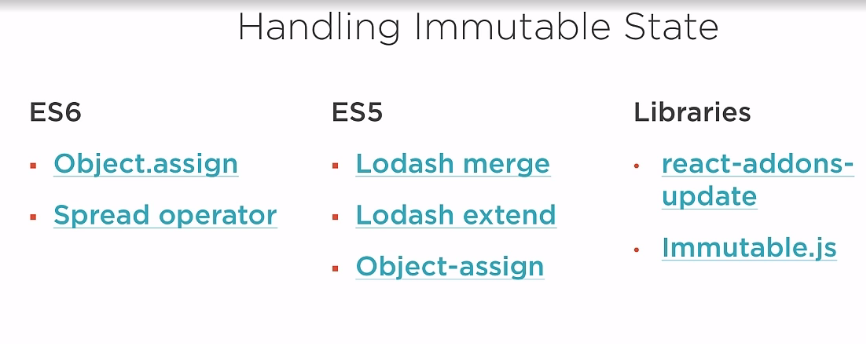 Handling Immutable State
ES6
Object.assign
Spread operator
ES5
Lodash merge
Lodash extend
Object-assign
Libraries
react-addons-
update
Immutable.js